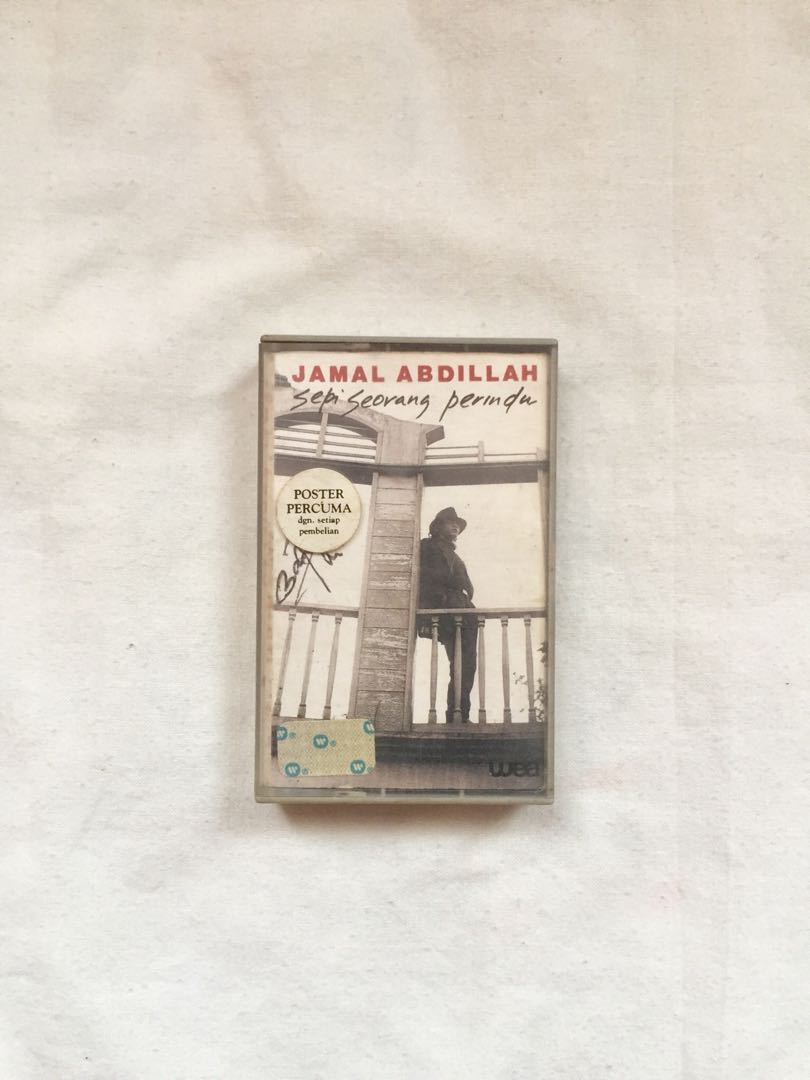 JAMAL ABDILLAH
sepi seorang perindu
POSTER
PERCUMA
dgn. setiap
pembelian
wea